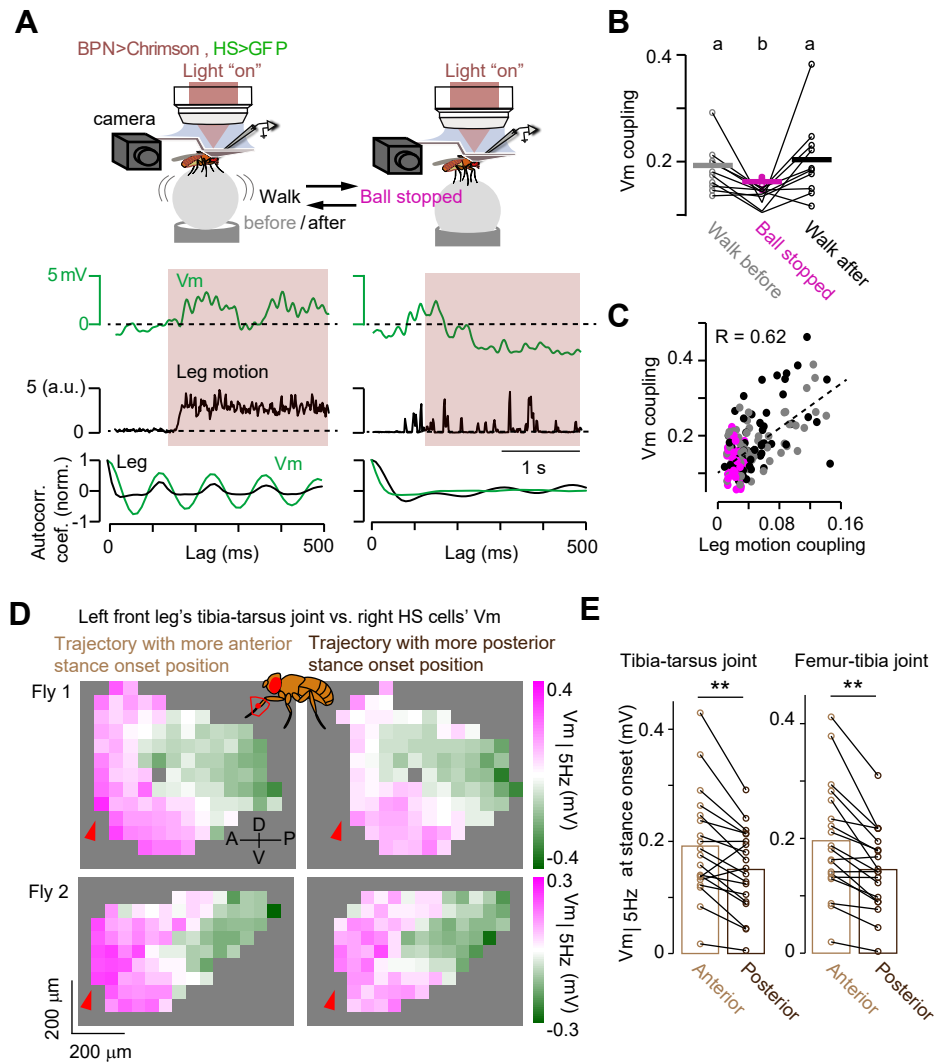 A
BPN>Chrimson , HS>GFP
Light “on”
Light “on”
camera
Walk
Ball stopped
before / after
5 mV
Vm
0
5 (a.u.)
Leg motion
0
1 s
1
Leg
Vm
0
-1
Autocorr.
coef. (norm.)
0
500
0
500
Lag (ms)
Lag (ms)
B
a
b
a
0.4
0.2
Vm coupling
Walk before
Ball stopped
Walk after
C
R = 0.62
0.4
0.2
Vm coupling
0
0.08
0.16
Leg motion coupling
D
Left front leg's tibia-tarsus joint vs. right HS cells' Vm
Trajectory with more anterior
stance onset position
Trajectory with more posterior
stance onset position
Fly 1
D
A
P
V
0.4
Vm | 5Hz (mV)
-0.4
Fly 2
0.3
Vm | 5Hz (mV)
-0.3
200 μm
200 μm
E
Tibia-tarsus joint
Femur-tibia joint
**
**
Vm| 5Hz at stance onset (mV)
0.4
0.2
0
0.4
0.2
0
Anterior
Posterior
Anterior
Posterior